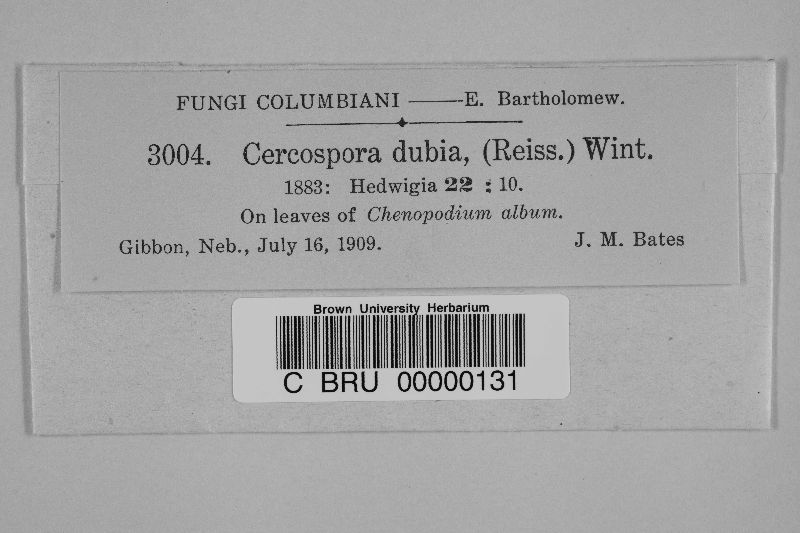 FUNGI COLUMBIANI ——E. Bartholomew.
3004. Cercospora dubia, (Reiss.) Wint.
1883: Hedwigia 22 : 10.
On leaves of Chenopodium album.
Gibbon, Neb., July 16, 1909. J. M. Bates
Brown University Herbarium
C BRU 00000131